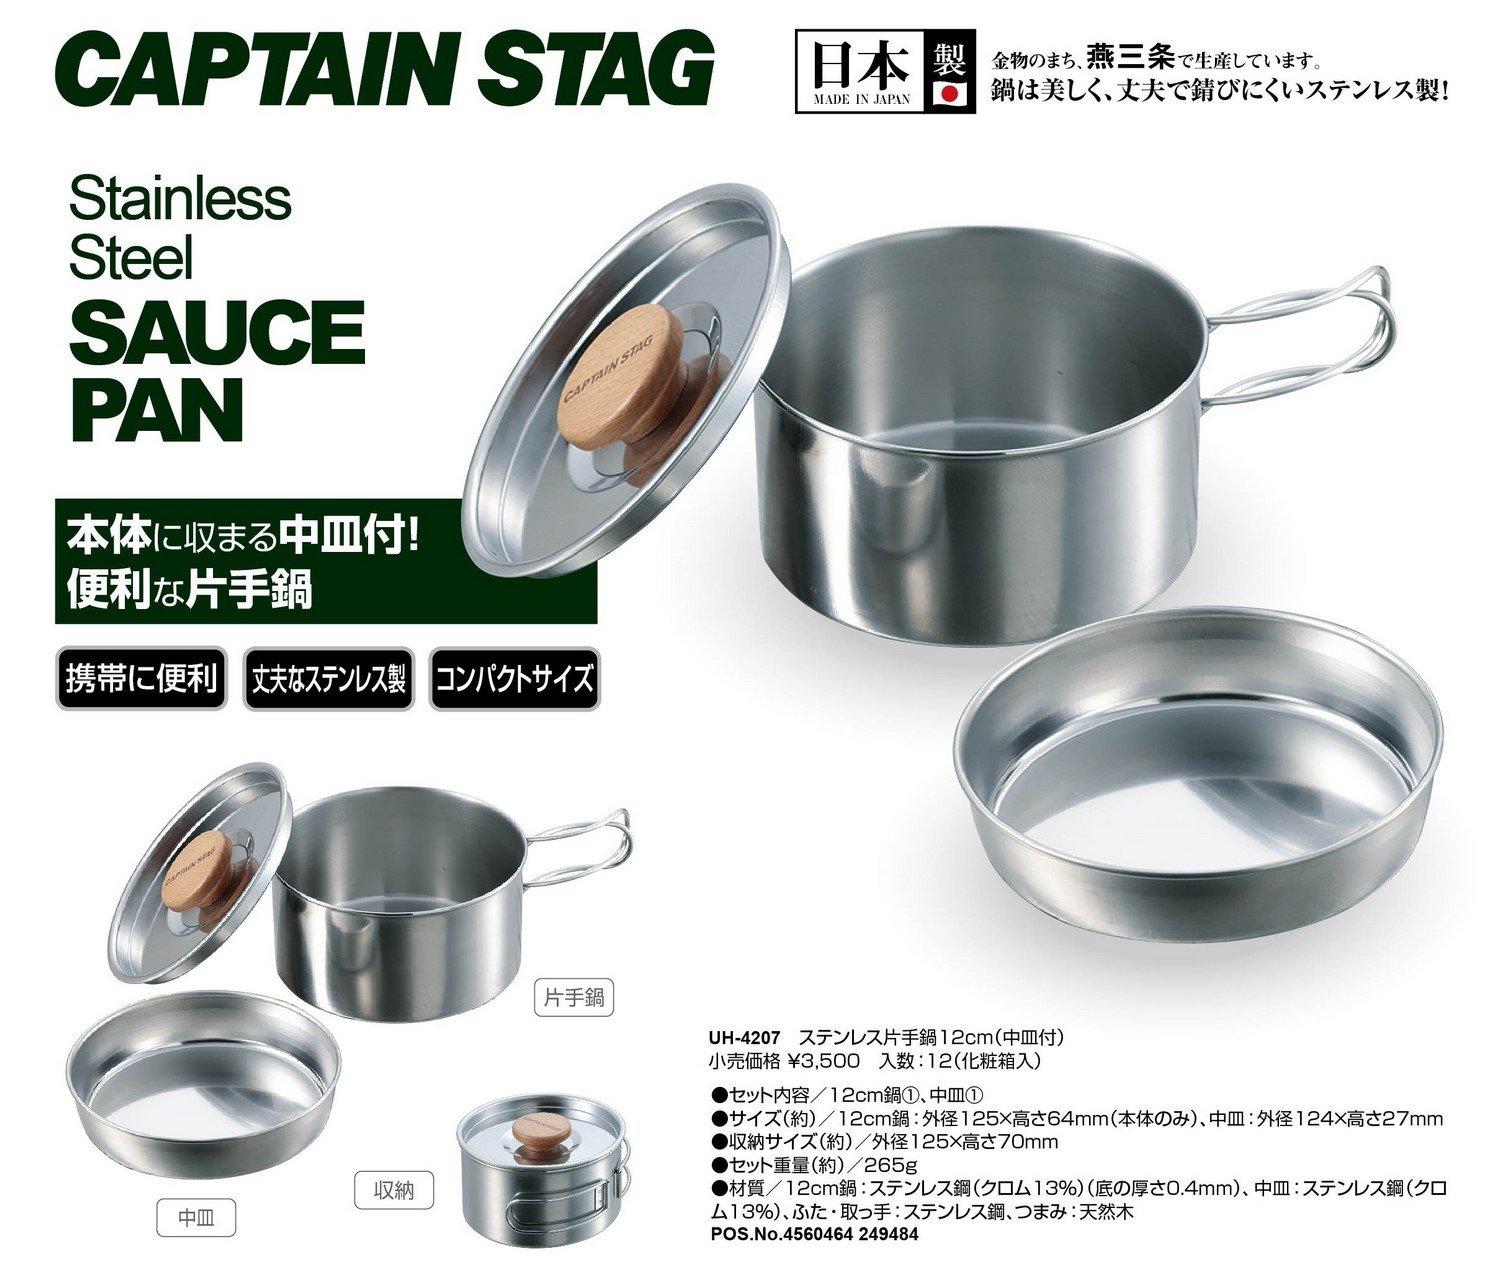 CAPTAIN STAG
日本製
MADE IN JAPAN
金物のまち、燕三条で生産しています。
鍋は美しく、丈夫で錆びにくいステンレス製!
Stainless
Steel
SAUCE
PAN
CAPTAIN STAG
本体に収まる中皿付!
便利な片手鍋
携帯に便利
丈夫なステンレス製
コンパクトサイズ
CAPTAIN STAG
片手鍋
中皿
収納
CAPTAIN STAG
UH-4207 ステンレス片手鍋12cm(中皿付)
小売価格 ¥3,500 入数:12(化粧箱入)
●セット内容/12cm鍋①、中皿①
●サイズ(約)/12cm鍋:外径125×高さ64mm(本体のみ)、中皿:外径124×高さ27mm
●収納サイズ(約)/外径125×高さ70mm
●セット重量(約)/265g
●材質/12cm鍋:ステンレス鋼(クロム13%)(底の厚さ0.4mm)、中皿:ステンレス鋼(クロ
ム13%)、ふた・取っ手:ステンレス鋼、つまみ:天然木
POS.No.4560464 249484